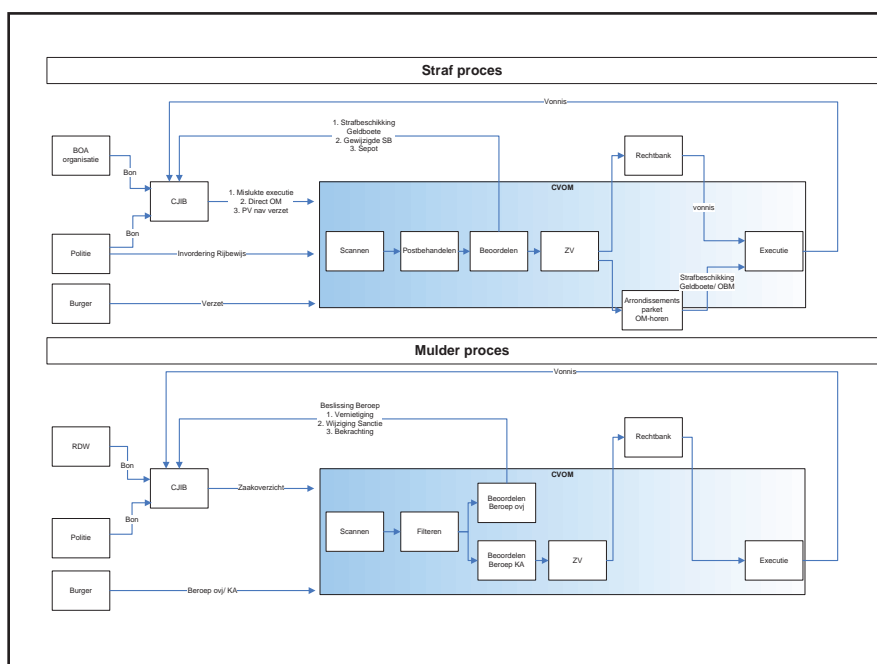 Straf proces
Vonnis
1. Strafbeschikking
Geldboete
2. Gewijzigde SB
3. Sepot
BOA
organisatie
Bon
Rechtbank
CJIB
1. Mislukte executie
2. Direct OM
3. PV nav verzet
CVOM
vonnis
Bon
Politie
Invordering Rijbewijs
Scannen
Postbehandelen
Beoordelen
ZV
Executie
Strafbeschikking
Geldboete/ OBM
Burger
Verzet
Arrondissements
parket
OM-horen
Mulder proces
Vonnis
Beslissing Beroep
1. Vernietiging
2. Wijziging Sanctie
3. Bekrachting
RDW
Bon
Rechtbank
CJIB
Zaakoverzicht
CVOM
Beoordelen
Beroep ovj
Bon
Politie
Scannen
Filteren
Beoordelen
Beroep KA
ZV
Executie
Burger
Beroep ovj/ KA